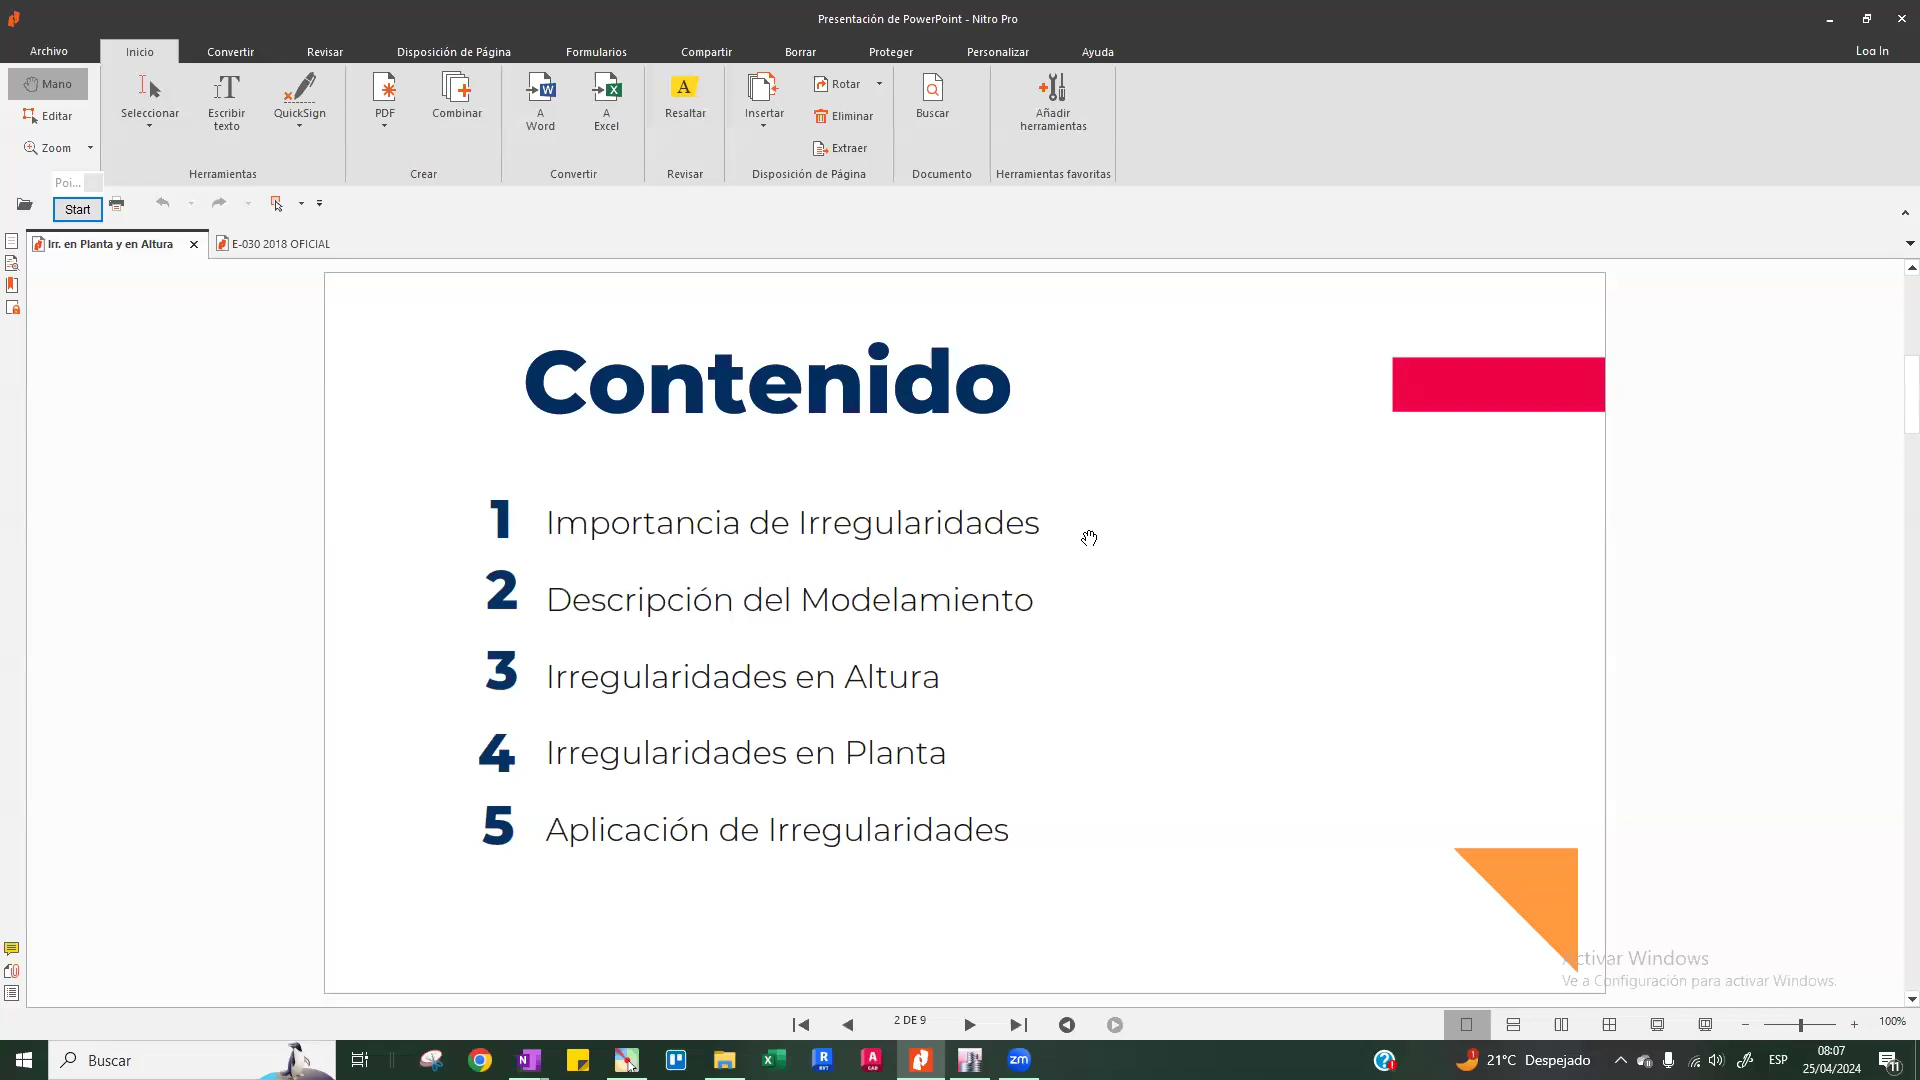 Presentación de PowerPoint - Nitro Pro
Archivo
Inicio
Convertir
Revisar
Disposición de Página
Formularios
Compartir
Borrar
Proteger
Personalizar
Ayuda
Log In
Mano
Editar
Zoom
Seleccionar
Escribir
texto
QuickSign
Herramientas
PDF
Combinar
Crear
A
Word
A
Excel
Convertir
Resaltar
Revisar
Insertar
Rotar
Eliminar
Extraer
Disposición de Página
Buscar
Documento
Añadir
herramientas
Herramientas favoritas
Poi...
Start
Irr. en Planta y en Altura
E-030 2018 OFICIAL
Contenido
1 Importancia de Irregularidades
2 Descripción del Modelamiento
3 Irregularidades en Altura
4 Irregularidades en Planta
5 Aplicación de Irregularidades
Activar Windows
Ve a Configuración para activar Windows.
2 DE 9
100%
Buscar
21°C Despejado
ESP
08:07
25/04/2024
11